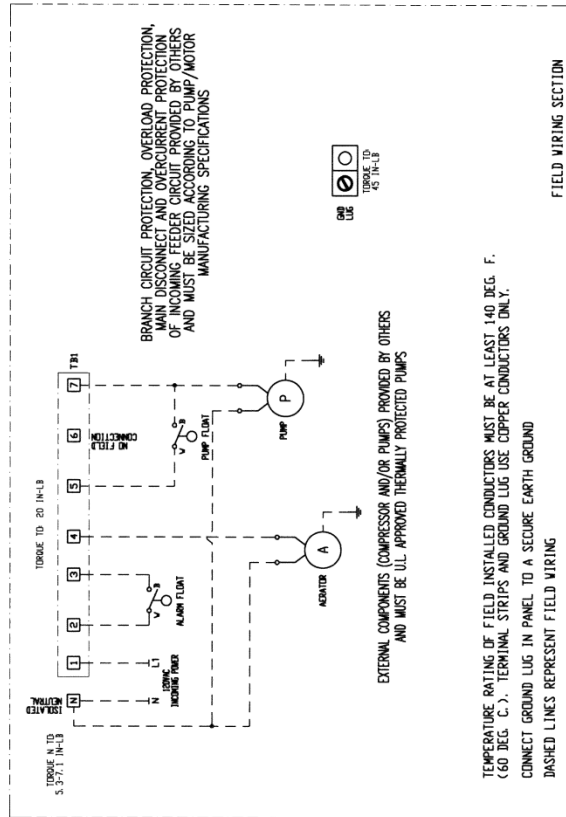 TORQUE N TO
5.3-7.1 IN-LB
ISOLATED
NEUTRAL
TORQUE TO 20 IN-LB
TB1
N
1
2
3
4
5
6
7
NO FIELD
CONNECTION
N
L1
120VAC
INCOMING POWER
W
B
ALARM FLOAT
W
B
PUMP FLOAT
A
AERATOR
P
PUMP
BRANCH CIRCUIT PROTECTION, OVERLOAD PROTECTION,
MAIN DISCONNECT AND OVERCURRENT PROTECTION
OF INCOMING FEEDER CIRCUIT PROVIDED BY OTHERS
AND MUST BE SIZED ACCORDING TO PUMP/MOTOR
MANUFACTURING SPECIFICATIONS
GND
LUG
TORQUE TO
45 IN-LB
EXTERNAL COMPONENTS (COMPRESSOR AND/OR PUMPS) PROVIDED BY OTHERS
AND MUST BE U.L. APPROVED THERMALLY PROTECTED PUMPS
TEMPERATURE RATING OF FIELD INSTALLED CONDUCTORS MUST BE AT LEAST 140 DEG. F.
(60 DEG. C.). TERMINAL STRIPS AND GROUND LUG USE COPPER CONDUCTORS ONLY.
CONNECT GROUND LUG IN PANEL TO A SECURE EARTH GROUND
DASHED LINES REPRESENT FIELD WIRING
FIELD WIRING SECTION